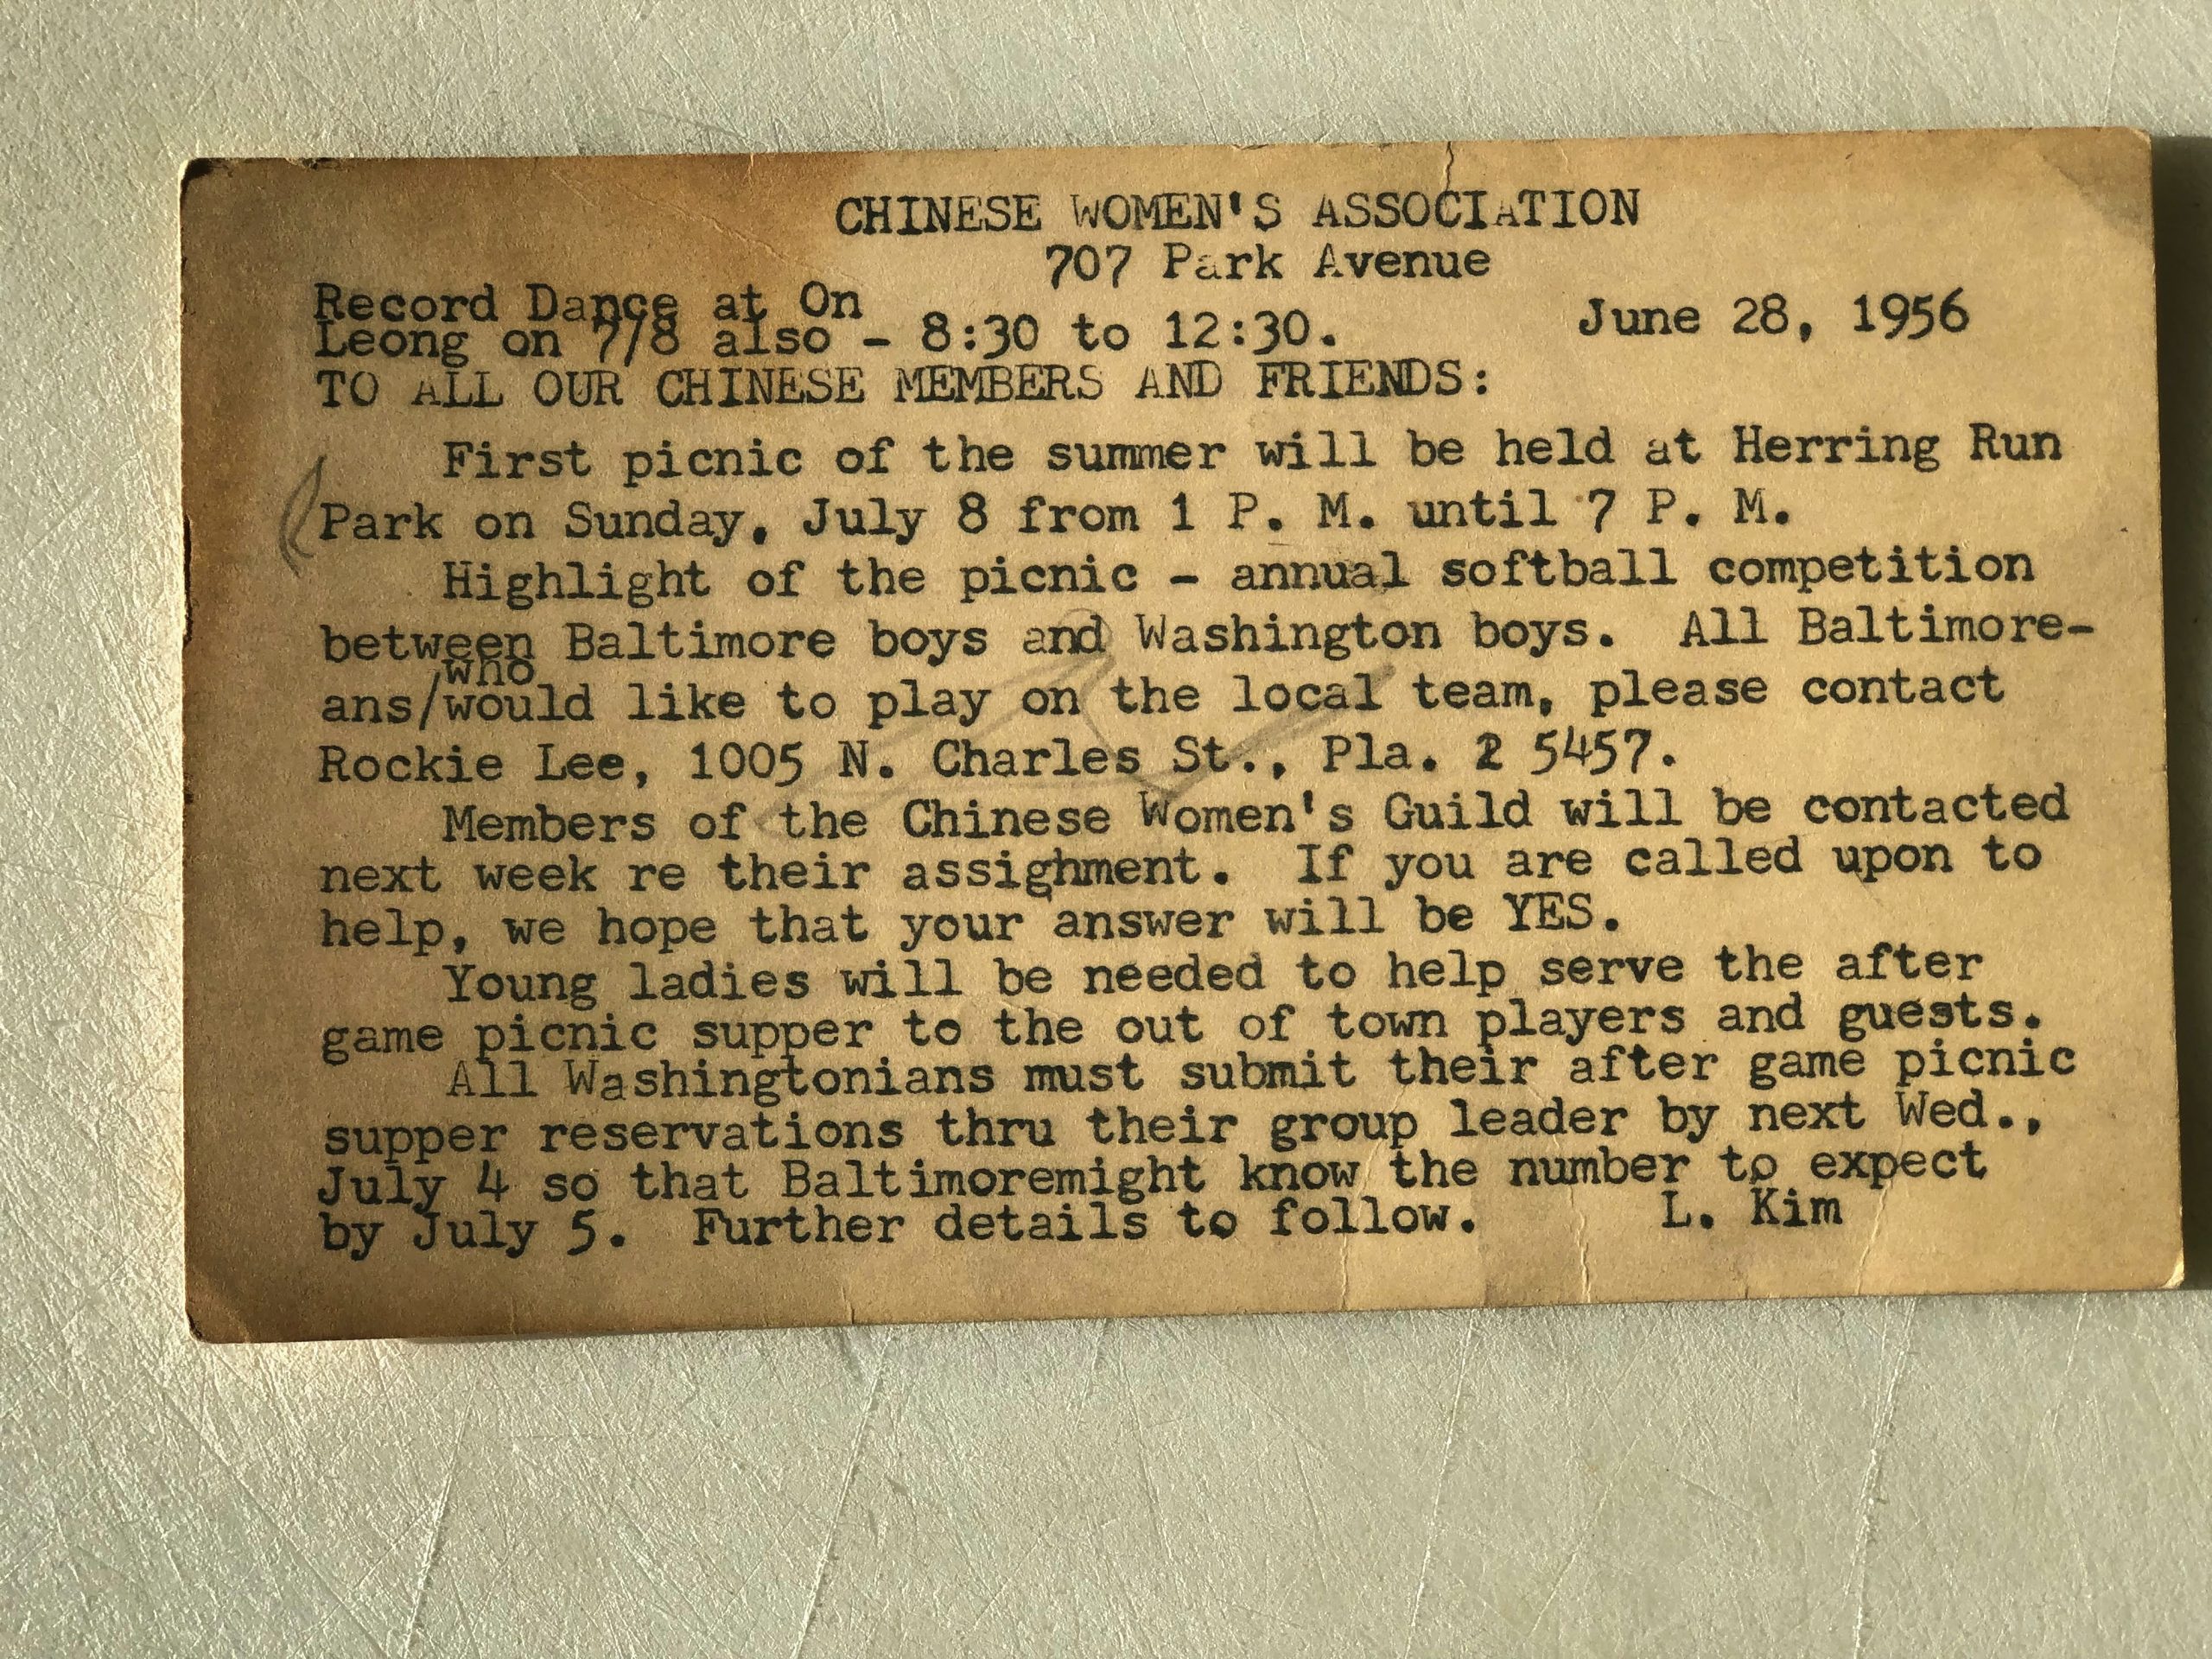 CHINESE WOMEN'S ASSOCIATION
707 Park Avenue
Record Dance at On
Leong on 7/8 also - 8:30 to 12:30.
June 28, 1956
TO ALL OUR CHINESE MEMBERS AND FRIENDS:
First picnic of the summer will be held at Herring Run
Park on Sunday, July 8 from 1 P. M. until 7 P. M.
Highlight of the picnic - annual softball competition
between Baltimore boys and Washington boys. All Baltimore-
who
ans/would like to play on the local team, please contact
Rockie Lee, 1005 N. Charles St., Pla. 2 5457.
Members of the Chinese Women's Guild will be contacted
next week re their assighment. If you are called upon to
help, we hope that your answer will be YES.
Young ladies will be needed to help serve the after
game picnic supper to the out of town players and guests.
All Washingtonians must submit their after game picnic
supper reservations thru their group leader by next Wed.,
July 4 so that Baltimoremight know the number to expect
by July 5. Further details to follow. L. Kim